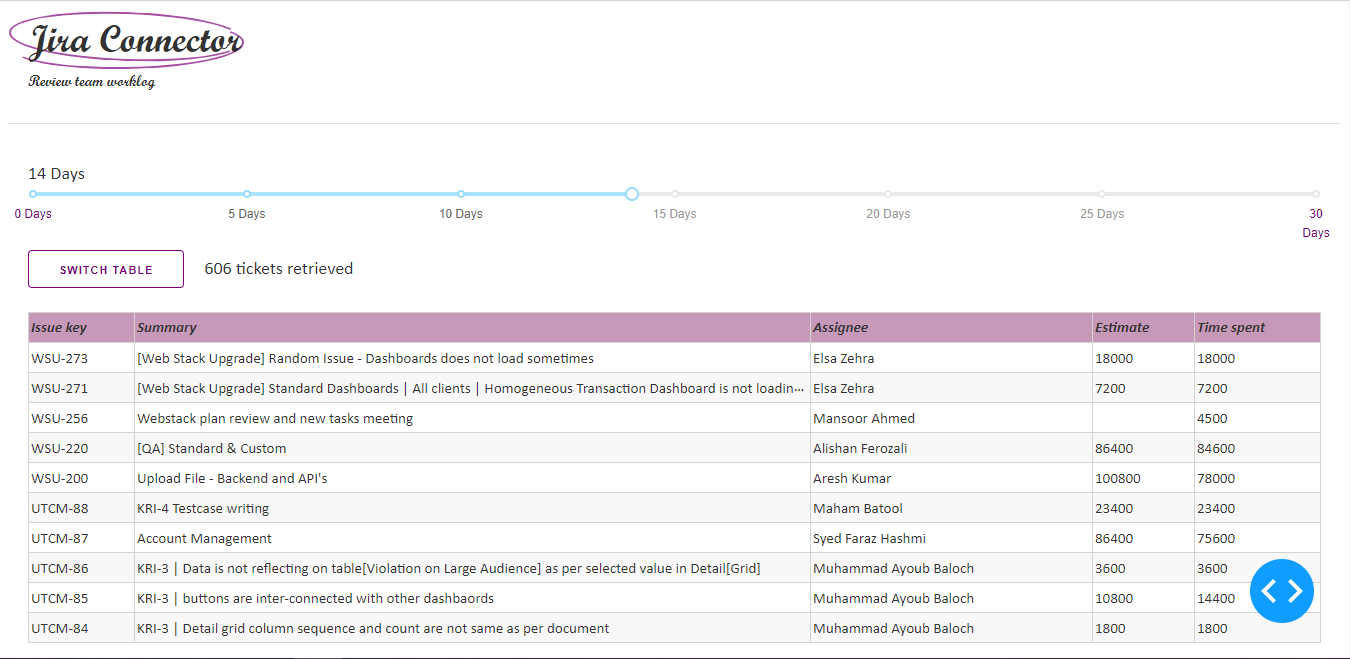 Jira Connector
Review team worklog
14 Days
0 Days 5 Days 10 Days 15 Days 20 Days 25 Days 30 Days
SWITCH TABLE 606 tickets retrieved
Issue key Summary Assignee Estimate Time spent
WSU-273 [Web Stack Upgrade] Random Issue - Dashboards does not load sometimes Elsa Zehra 18000 18000
WSU-271 [Web Stack Upgrade] Standard Dashboards | All clients | Homogeneous Transaction Dashboard is not loadin··· Elsa Zehra 7200 7200
WSU-256 Webstack plan review and new tasks meeting Mansoor Ahmed 4500
WSU-220 [QA] Standard & Custom Alishan Ferozali 86400 84600
WSU-200 Upload File - Backend and API's Aresh Kumar 100800 78000
UTCM-88 KRI-4 Testcase writing Maham Batool 23400 23400
UTCM-87 Account Management Syed Faraz Hashmi 86400 75600
UTCM-86 KRI-3 | Data is not reflecting on table[Violation on Large Audience] as per selected value in Detail[Grid] Muhammad Ayoub Baloch 3600 3600
UTCM-85 KRI-3 | buttons are inter-connected with other dashbaords Muhammad Ayoub Baloch 10800 14400
UTCM-84 KRI-3 | Detail grid column sequence and count are not same as per document Muhammad Ayoub Baloch 1800 1800